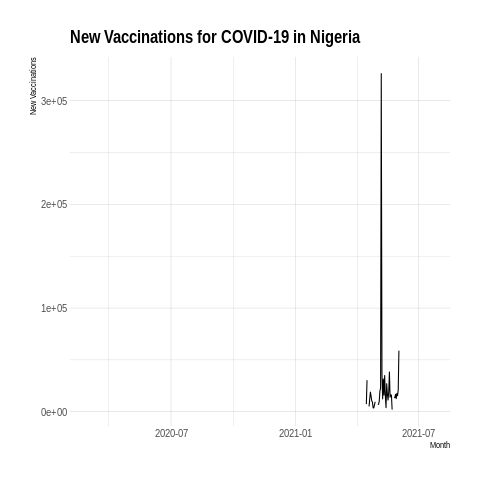 New Vaccinations for COVID-19 in Nigeria
New Vaccinations
3e+05
2e+05
1e+05
0e+00
2020-07
2021-01
2021-07
Month